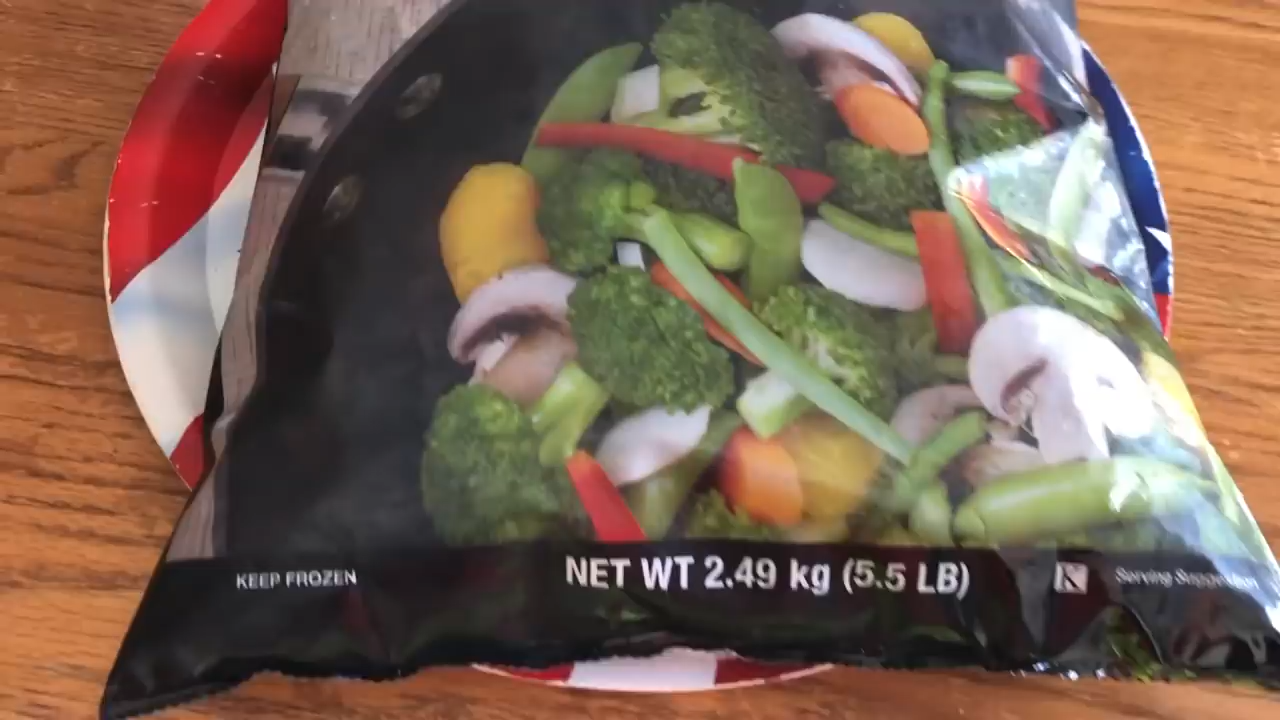 KEEP FROZEN
NET WT 2.49 kg (5.5 LB)
K
Serving Suggestion